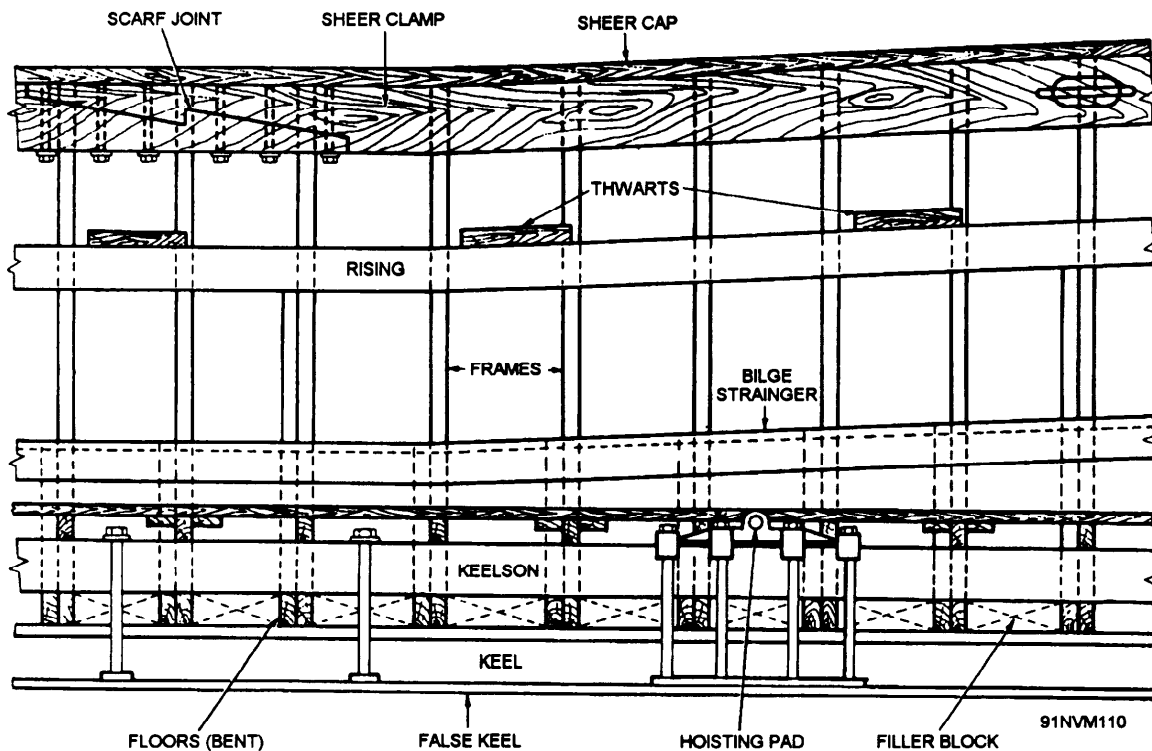 SCARF JOINT
SHEER CLAMP
SHEER CAP
THWARTS
RISING
FRAMES
BILGE
STRAINGER
KEELSON
KEEL
91NVM110
FLOORS (BENT)
FALSE KEEL
HOISTING PAD
FILLER BLOCK